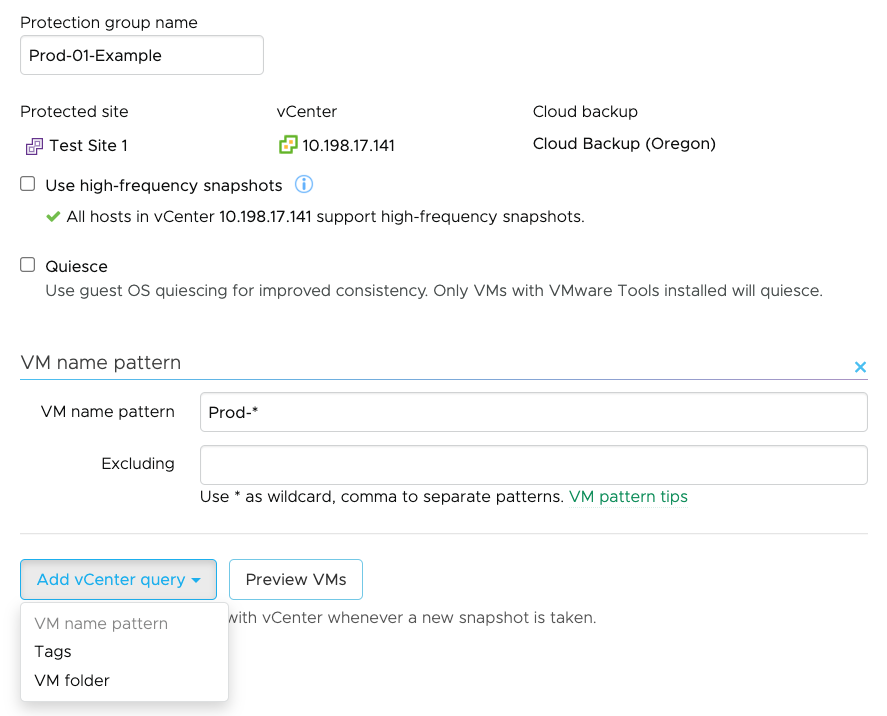 Protection group name
Prod-01-Example
Protected site
vCenter
Cloud backup
Test Site 1
10.198.17.141
Cloud Backup (Oregon)
Use high-frequency snapshots
All hosts in vCenter 10.198.17.141 support high-frequency snapshots.
Quiesce
Use guest OS quiescing for improved consistency. Only VMs with VMware Tools installed will quiesce.
VM name pattern
VM name pattern
Prod-*
Excluding
Use * as wildcard, comma to separate patterns. VM pattern tips
Add vCenter query
Preview VMs
with vCenter whenever a new snapshot is taken.
VM name pattern
Tags
VM folder